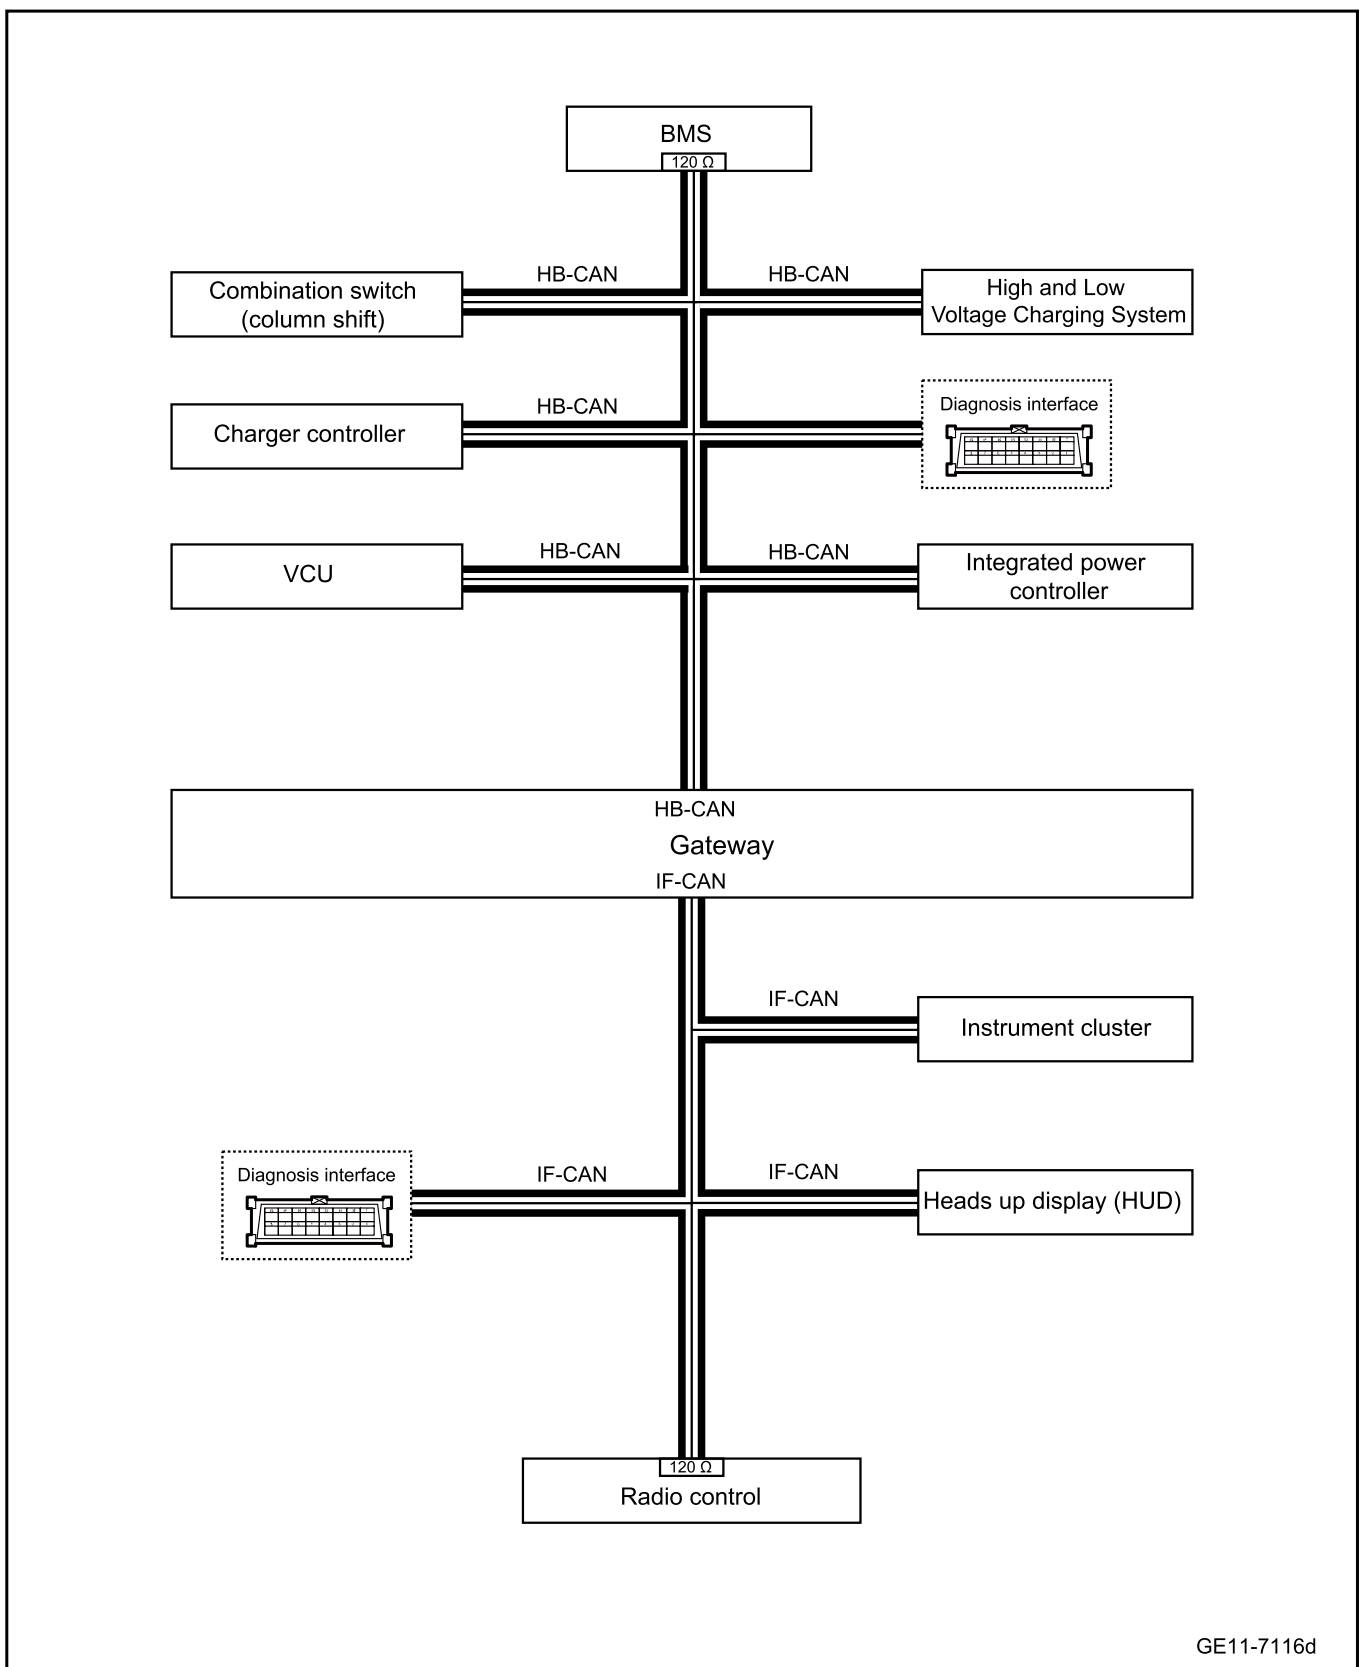 BMS
120 Ω
HB-CAN
HB-CAN
Combination switch
(column shift)
High and Low
Voltage Charging System
HB-CAN
Charger controller
Diagnosis interface
HB-CAN
HB-CAN
VCU
Integrated power
controller
HB-CAN
Gateway
IF-CAN
IF-CAN
Instrument cluster
Diagnosis interface
IF-CAN
IF-CAN
Heads up display (HUD)
120 Ω
Radio control
GE11-7116d